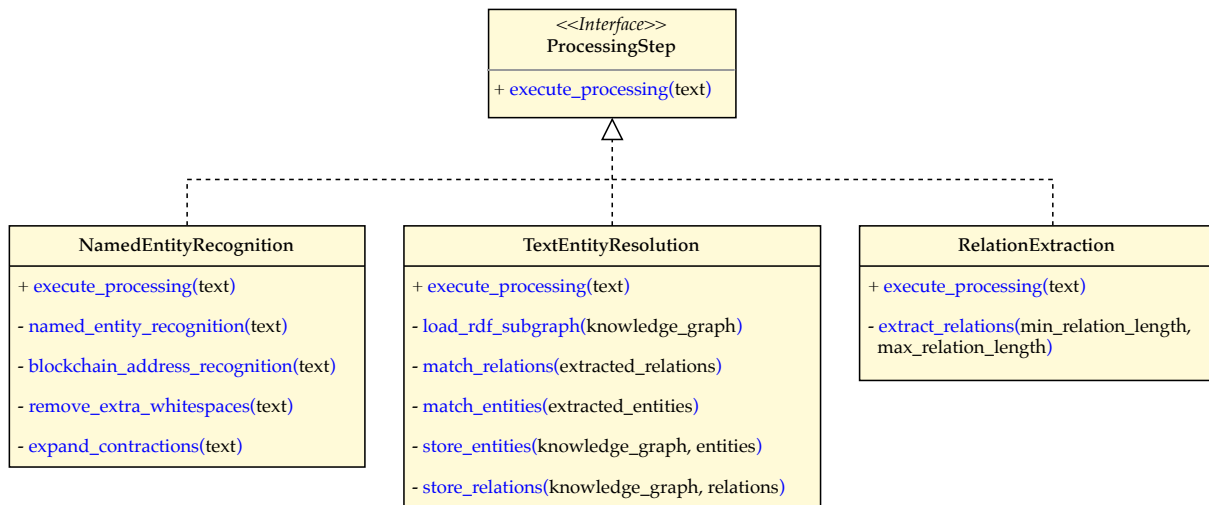 <<Interface>>
ProcessingStep
+ execute_processing(text)
NamedEntityRecognition
+ execute_processing(text)
- named_entity_recognition(text)
- blockchain_address_recognition(text)
- remove_extra_whitespaces(text)
- expand_contractions(text)
TextEntityResolution
+ execute_processing(text)
- load_rdf_subgraph(knowledge_graph)
- match_relations(extracted_relations)
- match_entities(extracted_entities)
- store_entities(knowledge_graph, entities)
- store_relations(knowledge_graph, relations)
RelationExtraction
+ execute_processing(text)
- extract_relations(min_relation_length,
max_relation_length)